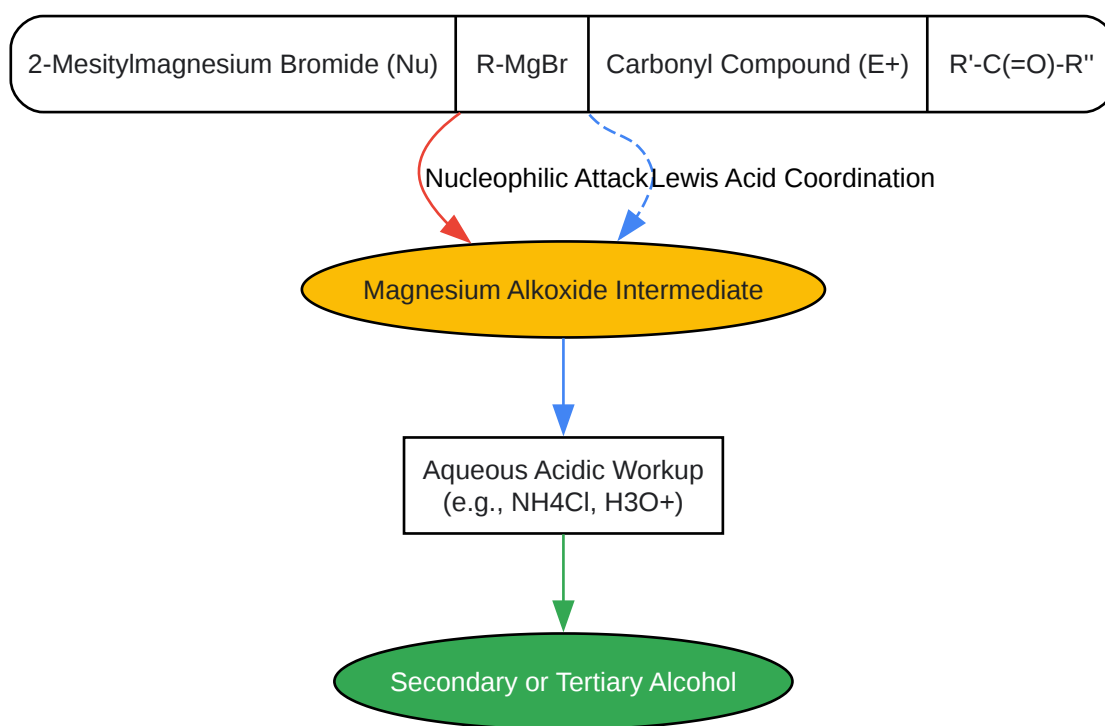 2-Mesitylmagnesium Bromide (Nu)
R-MgBr
Carbonyl Compound (E+)
R'-C(=O)-R''
Nucleophilic Attack
Lewis Acid Coordination
Magnesium Alkoxide Intermediate
Aqueous Acidic Workup
(e.g., NH4Cl, H3O+)
Secondary or Tertiary Alcohol